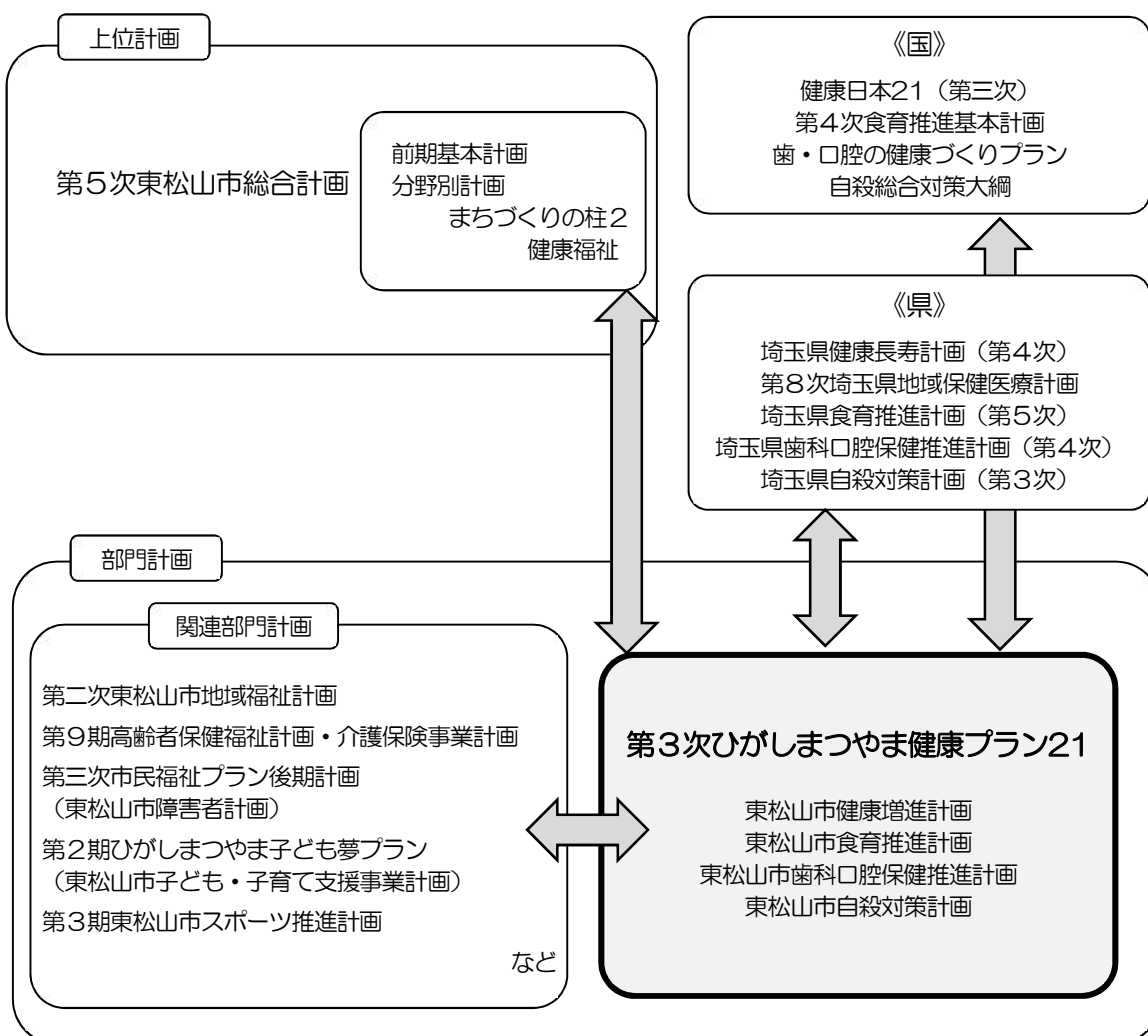 上位計画
第５次東松山市総合計画
前期基本計画
分野別計画
まちづくりの柱２
健康福祉
《国》
健康日本21（第三次）
第４次食育推進基本計画
歯・口腔の健康づくりプラン
自殺総合対策大綱
《県》
埼玉県健康長寿計画（第４次）
第８次埼玉県地域保健医療計画
埼玉県食育推進計画（第５次）
埼玉県歯科口腔保健推進計画（第４次）
埼玉県自殺対策計画（第３次）
部門計画
関連部門計画
第二次東松山市地域福祉計画
第９期高齢者保健福祉計画・介護保険事業計画
第三次市民福祉プラン後期計画
（東松山市障害者計画）
第２期ひがしまつやま子ども夢プラン
（東松山市子ども・子育て支援事業計画）
第３期東松山市スポーツ推進計画
など
第３次ひがしまつやま健康プラン21
東松山市健康増進計画
東松山市食育推進計画
東松山市歯科口腔保健推進計画
東松山市自殺対策計画